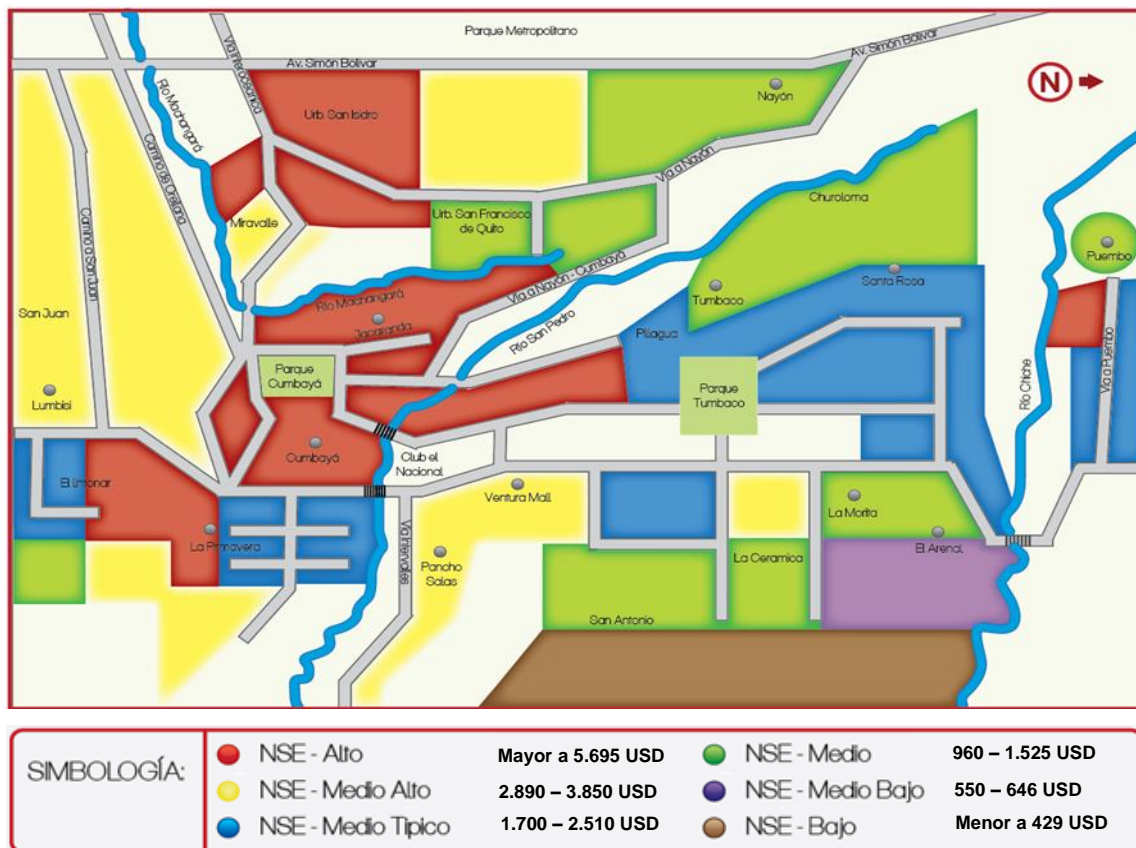 Parque Metropolitano
Av. Simón Bolívar
Av. Simón Bolívar
N
Vía Interoceánica
Río Machangará
Camino de Orellana
Camino a San Juan
Urb. San Isidro
Nayón
Vía a Nayón
Churoloma
Miravalle
Urb. San Francisco
de Quito
Puembo
Vía a Nayón - Cumbayá
Río Machangará
Jacaranda
Río San Pedro
Tumbaco
Santa Rosa
San Juan
Pillagua
Río Chiche
Vía a Puembo
Parque
Cumbayá
Parque
Tumbaco
Lumbisí
Cumbayá
Club el
Nacional
El limonar
Ventura Mall
La Morita
La Primavera
Vía Intervalles
Pancho
Salas
La Ceramica
El Arenal
San Antonio
SIMBOLOGÍA:
NSE - Alto Mayor a 5.695 USD
NSE - Medio Alto 2.890 – 3.850 USD
NSE - Medio Tipico 1.700 – 2.510 USD
NSE - Medio 960 – 1.525 USD
NSE - Medio Bajo 550 – 646 USD
NSE - Bajo Menor a 429 USD